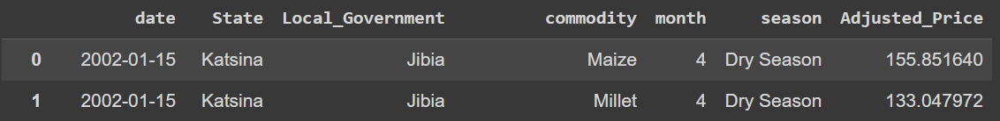 date State Local_Government commodity month season Adjusted_Price
0 2002-01-15 Katsina Jibia Maize 4 Dry Season 155.851640
1 2002-01-15 Katsina Jibia Millet 4 Dry Season 133.047972